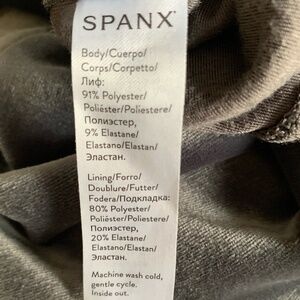 SPANX
Body/Cuerpo/
Corps/Corpetto/
Лиф:
91% Polyester/
Poliéster/Poliestere/
Полиэстер,
9% Elastane/
Elastano/Elastan/
Эластан.
Lining/Forro/
Doublure/Futter/
Fodera/Подкладка:
80% Polyester/
Poliéster/Poliestere/
Полиэстер,
20% Elastane/
Elastano/Elastan/
Эластан.
Machine wash cold,
gentle cycle.
Inside out.